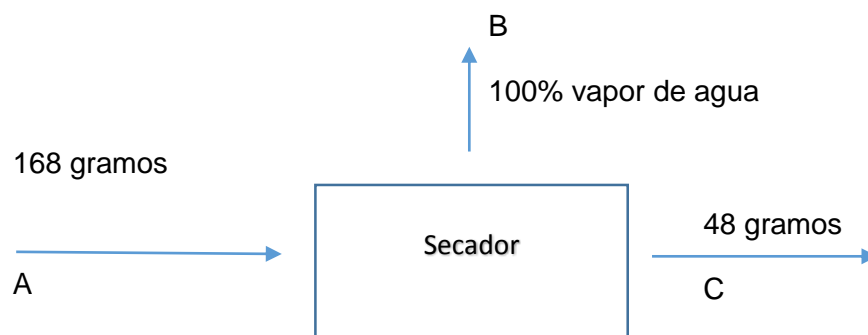 B
100% vapor de agua
168 gramos
Secador
48 gramos
A
C